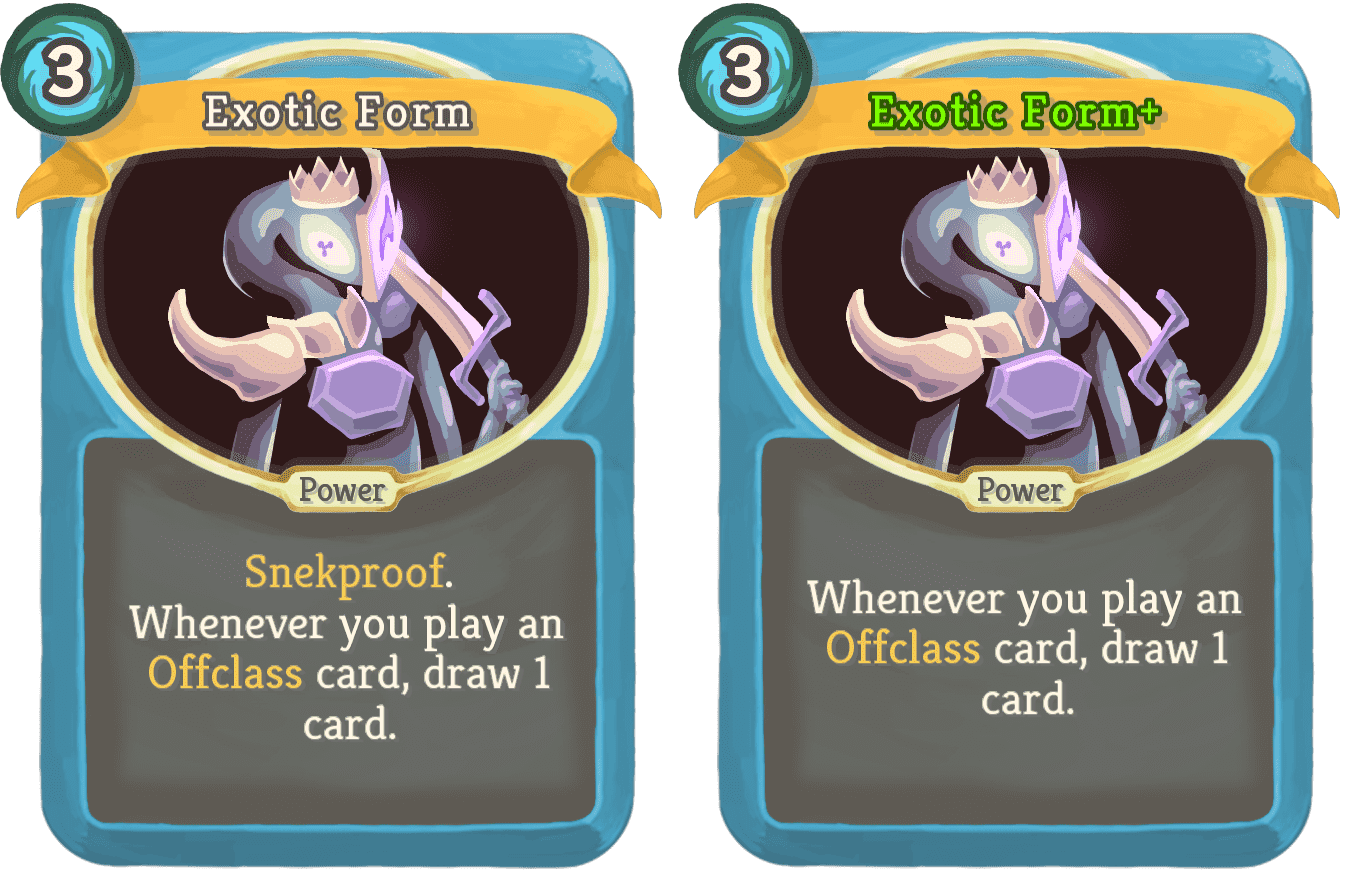 3
Exotic Form
Power
Snekproof.
Whenever you play an
Offclass card, draw 1
card.
3
Exotic Form+
Power
Whenever you play an
Offclass card, draw 1
card.